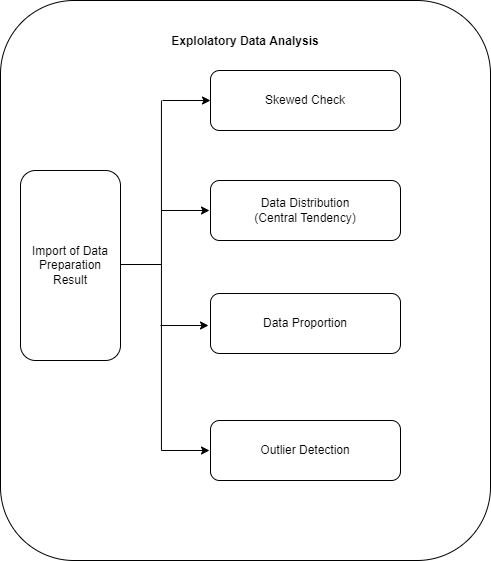 Explolatory Data Analysis
Skewed Check
Data Distribution
(Central Tendency)
Import of Data
Preparation
Result
Data Proportion
Outlier Detection